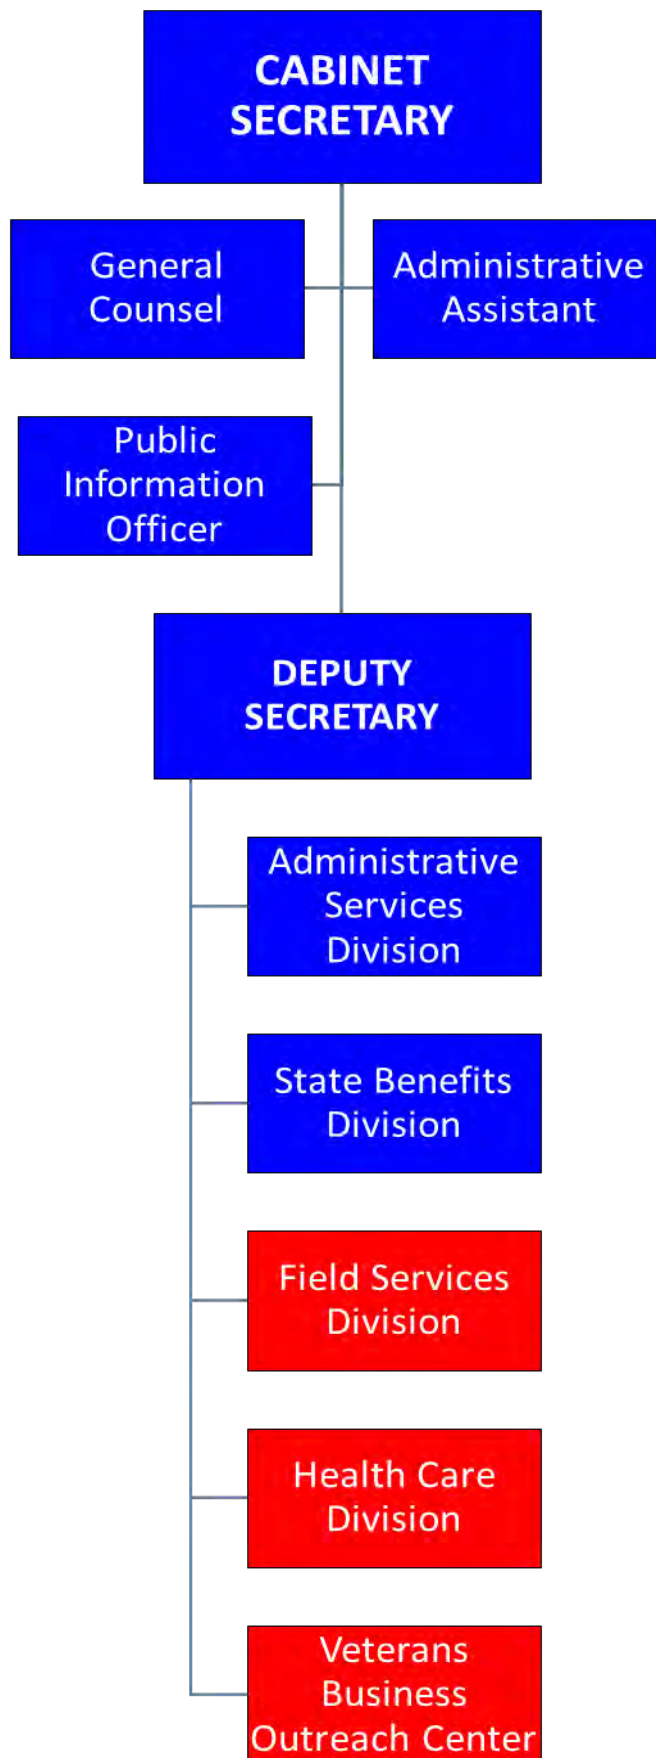 CABINET
SECRETARY
General
Counsel
Administrative
Assistant
Public
Information
Officer
DEPUTY
SECRETARY
Administrative
Services
Division
State Benefits
Division
Field Services
Division
Health Care
Division
Veterans
Business
Outreach Center